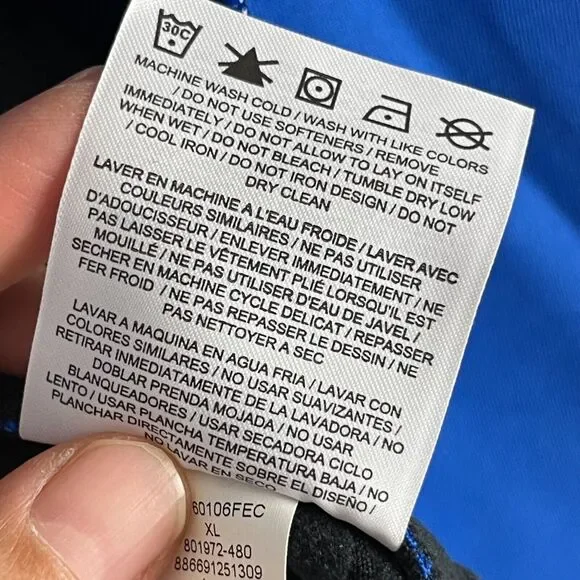 30C
MACHINE WASH COLD / WASH WITH LIKE COLORS
/ DO NOT USE SOFTENERS / REMOVE
IMMEDIATELY / DO NOT ALLOW TO LAY ON ITSELF
WHEN WET / DO NOT BLEACH / TUMBLE DRY LOW
/ COOL IRON / DO NOT IRON DESIGN / DO NOT
DRY CLEAN
LAVER EN MACHINE A L'EAU FROIDE / LAVER AVEC
COULEURS SIMILAIRES / NE PAS UTILISER
D'ADOUCISSEUR / ENLEVER IMMEDIATEMENT / NE
PAS LAISSER LE VÊTEMENT PLIÉ LORSQU'IL EST
MOUILLÉ / NE PAS UTILISER D'EAU DE JAVEL /
SECHER EN MACHINE CYCLE DELICAT / REPASSER
FER FROID / NE PAS REPASSER LE DESSIN / NE
PAS NETTOYER A SEC
LAVAR A MAQUINA EN AGUA FRIA / LAVAR CON
COLORES SIMILARES / NO USAR SUAVIZANTES /
RETIRAR INMEDIATAMENTE DE LA LAVADORA / NO
DOBLAR PRENDA MOJADA / NO USAR
BLANQUEADORES / USAR SECADORA CICLO
LENTO / USAR PLANCHA TEMPERATURA BAJA / NO
PLANCHAR DIRECTAMENTE SOBRE EL DISEÑO /
NO LAVAR EN SECO
60106FEC
XL
801972-480
886691251309